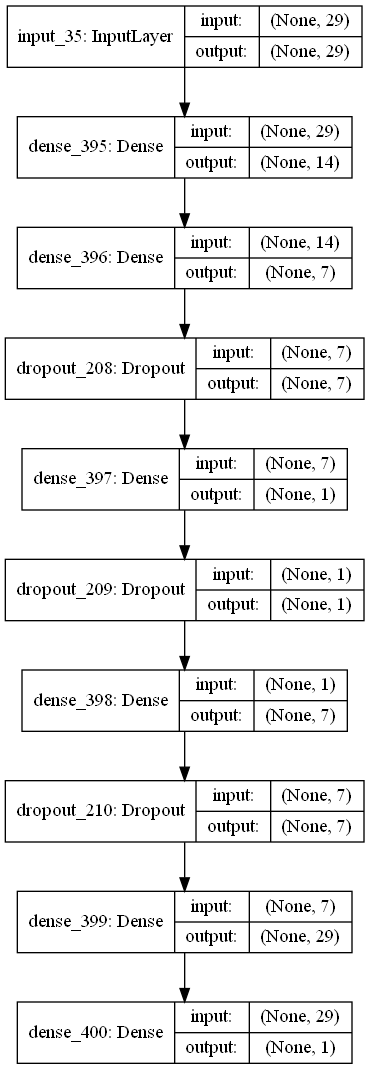 input_35: InputLayer
input: (None, 29)
output: (None, 29)
dense_395: Dense
input: (None, 29)
output: (None, 14)
dense_396: Dense
input: (None, 14)
output: (None, 7)
dropout_208: Dropout
input: (None, 7)
output: (None, 7)
dense_397: Dense
input: (None, 7)
output: (None, 1)
dropout_209: Dropout
input: (None, 1)
output: (None, 1)
dense_398: Dense
input: (None, 1)
output: (None, 7)
dropout_210: Dropout
input: (None, 7)
output: (None, 7)
dense_399: Dense
input: (None, 7)
output: (None, 29)
dense_400: Dense
input: (None, 29)
output: (None, 1)